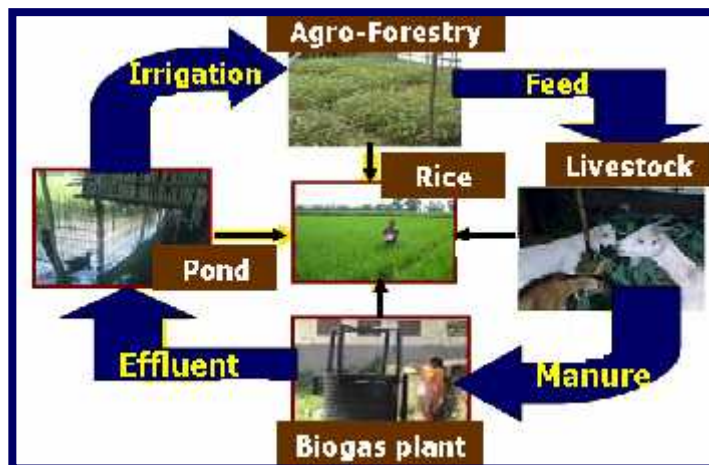 Agro-Forestry
Irrigation
Feed
Livestock
Rice
Pond
Effluent
Manure
Biogas plant